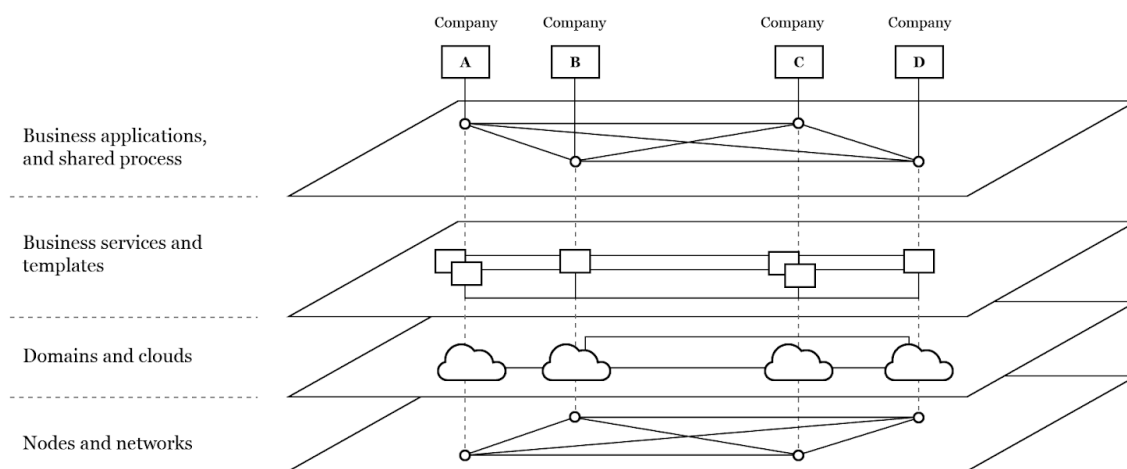 Company Company Company Company
A B C D
Business applications,
and shared process
Business services and
templates
Domains and clouds
Nodes and networks